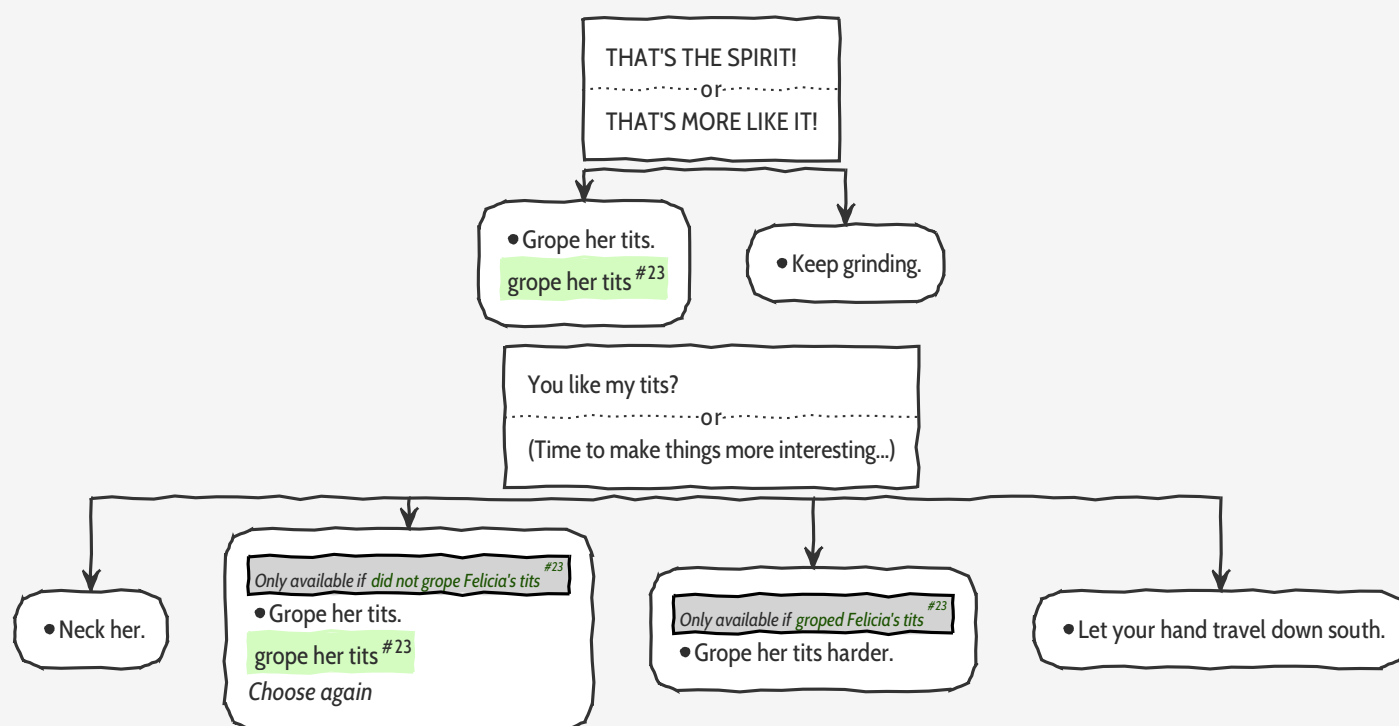 THAT'S THE SPIRIT!
or
THAT'S MORE LIKE IT!
• Grope her tits.
grope her tits #23
• Keep grinding.
You like my tits?
or
(Time to make things more interesting...)
• Neck her.
Only available if did not grope Felicia's tits #23
• Grope her tits.
grope her tits #23
Choose again
Only available if groped Felicia's tits #23
• Grope her tits harder.
• Let your hand travel down south.